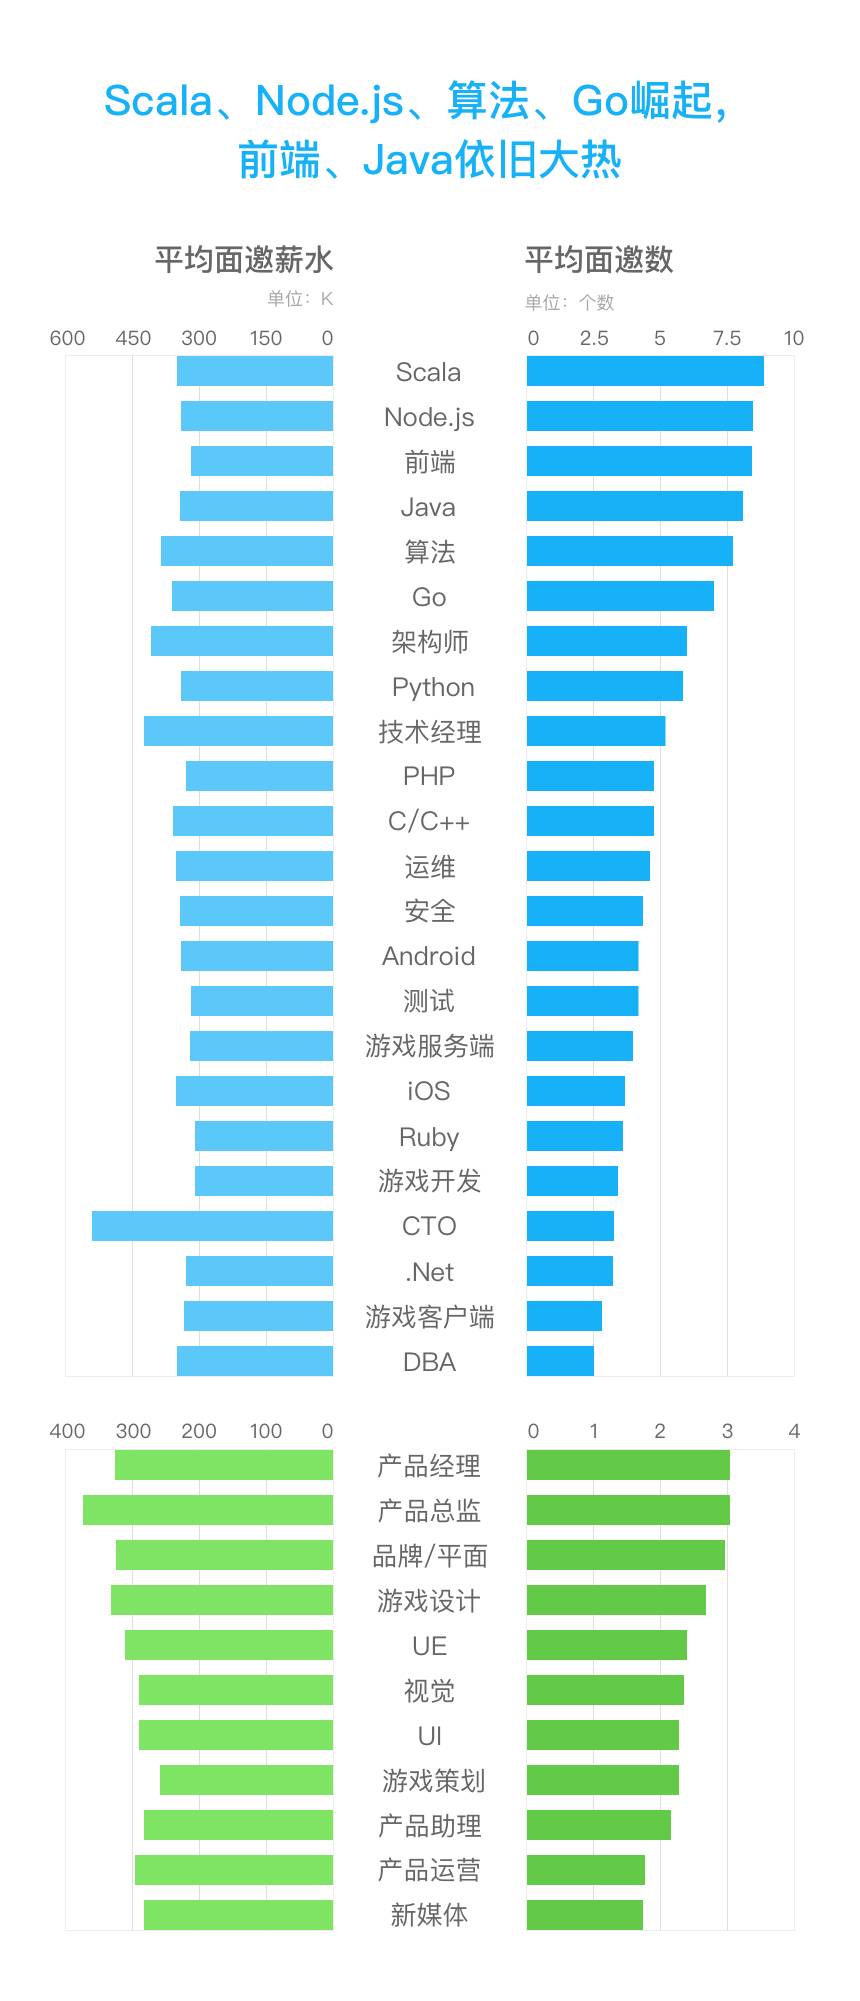 Scala、Node.js、算法、Go崛起，
前端、Java依旧大热
平均面邀薪水 平均面邀数
单位：K 单位：个数
600 450 300 150 0 0 2.5 5 7.5 10
Scala
Node.js
前端
Java
算法
Go
架构师
Python
技术经理
PHP
C/C++
运维
安全
Android
测试
游戏服务端
iOS
Ruby
游戏开发
CTO
.Net
游戏客户端
DBA
400 300 200 100 0 0 1 2 3 4
产品经理
产品总监
品牌/平面
游戏设计
UE
视觉
UI
游戏策划
产品助理
产品运营
新媒体